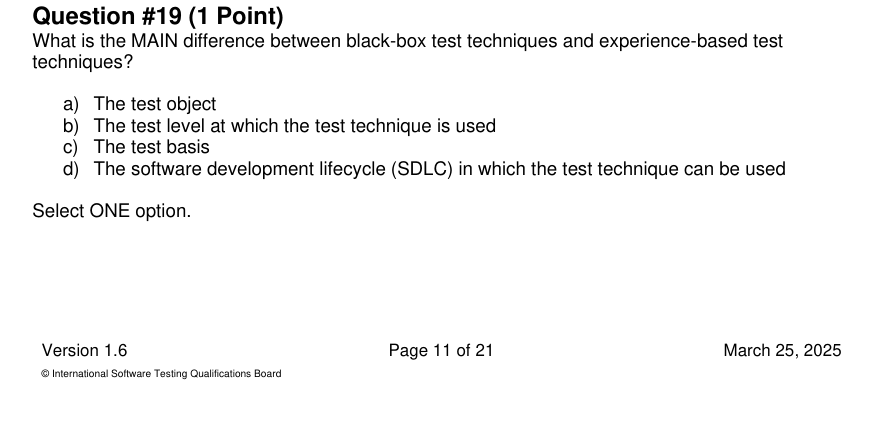 Question #19 (1 Point)
What is the MAIN difference between black-box test techniques and experience-based test
techniques?
a) The test object
b) The test level at which the test technique is used
c) The test basis
d) The software development lifecycle (SDLC) in which the test technique can be used
Select ONE option.
Version 1.6 Page 11 of 21 March 25, 2025
© International Software Testing Qualifications Board